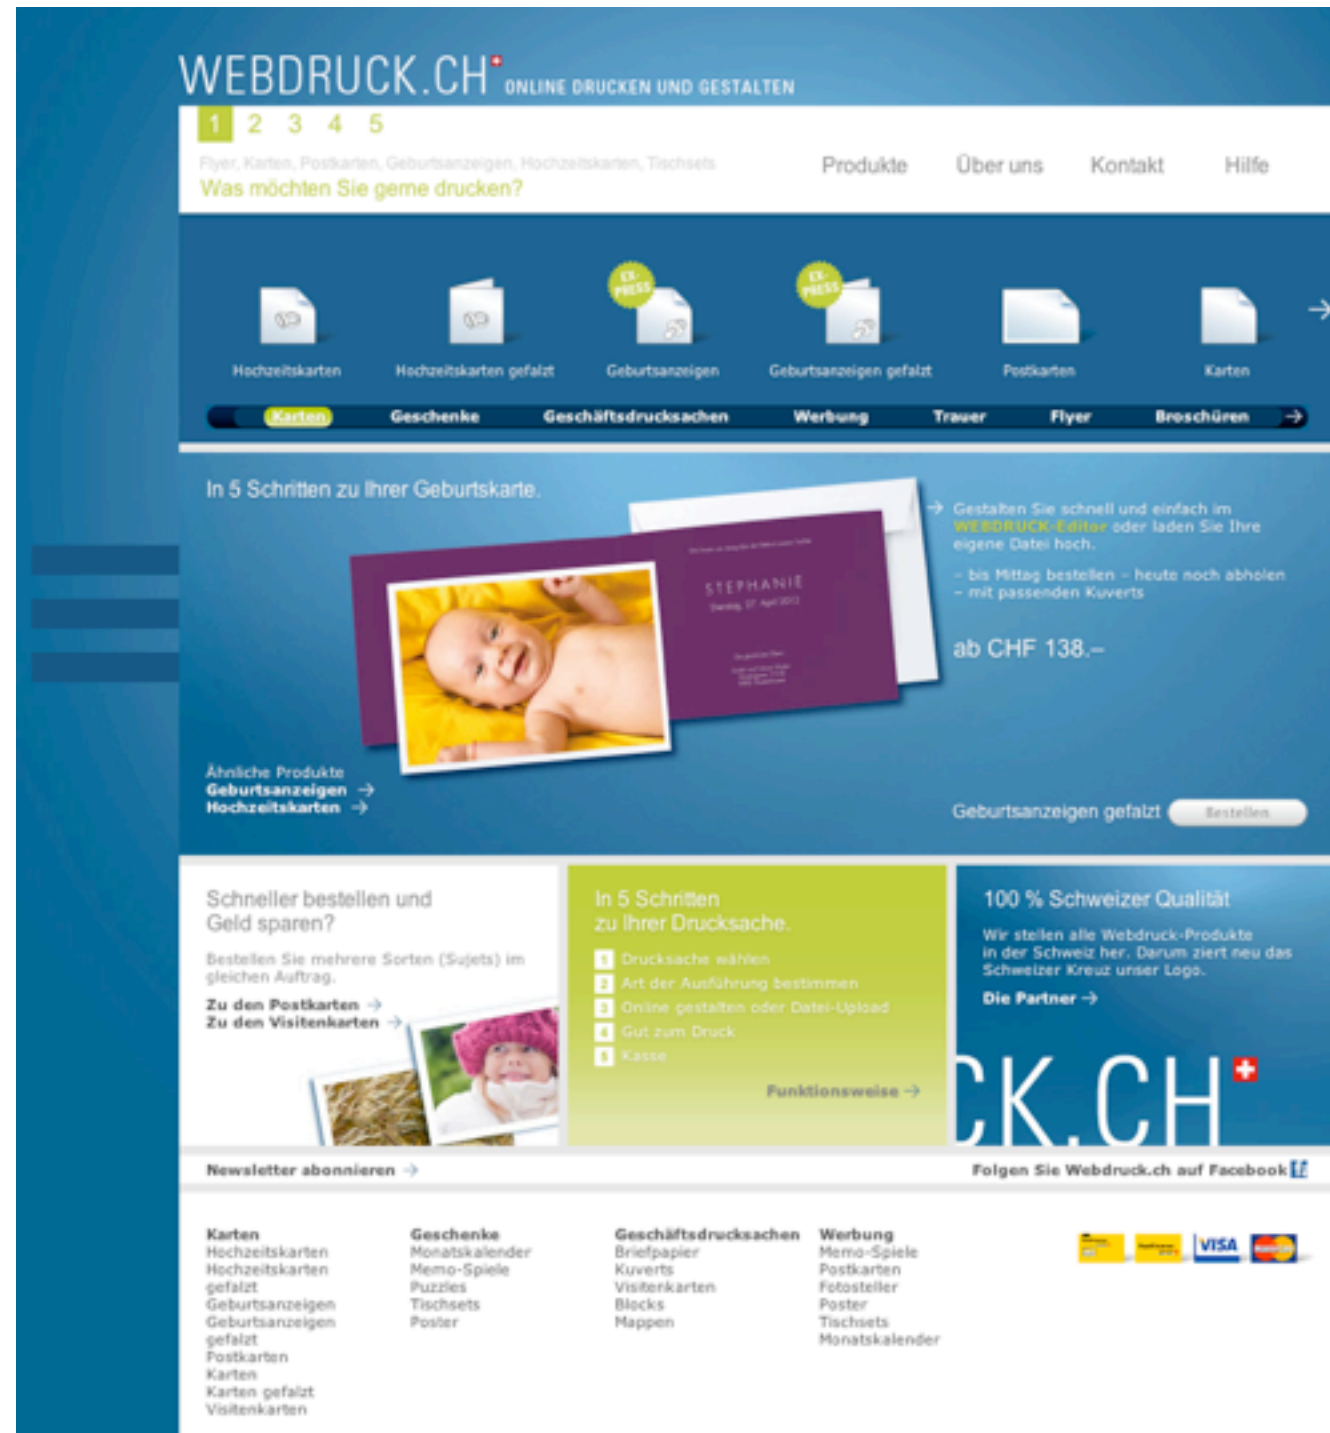 WEBDRUCK.CH ONLINE DRUCKEN UND GESTALTEN
1 2 3 4 5
Flyer, Karten, Postkarten, Geburtsanzeigen, Hochzeitskarten, Tischsets
Was möchten Sie gerne drucken?
Produkte Über uns Kontakt Hilfe
EX-
PRESS
EX-
PRESS
Hochzeitskarten Hochzeitskarten gefalzt Geburtsanzeigen Geburtsanzeigen gefalzt Postkarten Karten
Karten Geschenke Geschäftsdrucksachen Werbung Trauer Flyer Broschüren →
In 5 Schritten zu Ihrer Geburtskarte.
STEPHANIE
Dienstag, 27. April 2012
→ Gestalten Sie schnell und einfach im
WEBDRUCK-Editor oder laden Sie Ihre
eigene Datei hoch.
– bis Mittag bestellen – heute noch abholen
– mit passenden Kuverts
ab CHF 138.–
Ähnliche Produkte
Geburtsanzeigen →
Hochzeitskarten →
Geburtsanzeigen gefalzt Bestellen
Schneller bestellen und
Geld sparen?
Bestellen Sie mehrere Sorten (Sujets) im
gleichen Auftrag.
Zu den Postkarten →
Zu den Visitenkarten →
In 5 Schritten
zu Ihrer Drucksache.
1 Drucksache wählen
2 Art der Ausführung bestimmen
3 Online gestalten oder Datei-Upload
4 Gut zum Druck
5 Kasse
Funktionsweise →
100 % Schweizer Qualität
Wir stellen alle Webdruck-Produkte
in der Schweiz her. Darum ziert neu das
Schweizer Kreuz unser Logo.
Die Partner →
CK.CH
Newsletter abonnieren →
Folgen Sie Webdruck.ch auf Facebook
Karten
Hochzeitskarten
Hochzeitskarten
gefalzt
Geburtsanzeigen
Geburtsanzeigen
gefalzt
Postkarten
Karten
Karten gefalzt
Visitenkarten
Geschenke
Monatskalender
Memo-Spiele
Puzzles
Tischsets
Poster
Geschäftsdrucksachen
Briefpapier
Kuverts
Visitenkarten
Blocks
Mappen
Werbung
Memo-Spiele
Postkarten
Fotosteller
Poster
Tischsets
Monatskalender
VISA
MasterCard